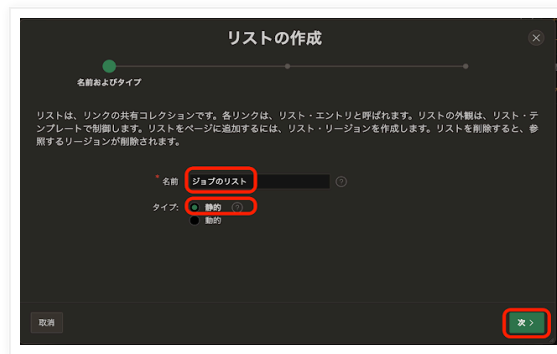 リストの作成
名前およびタイプ
リストは、リンクの共有コレクションです。各リンクは、リスト・エントリと呼ばれます。リストの外観は、リスト・テ
ンプレートで制御します。リストをページに追加するには、リスト・リージョンを作成します。リストを削除すると、参
照するリージョンが削除されます。
* 名前 ジョブのリスト ?
タイプ: 静的 ?
動的
取消 次 >